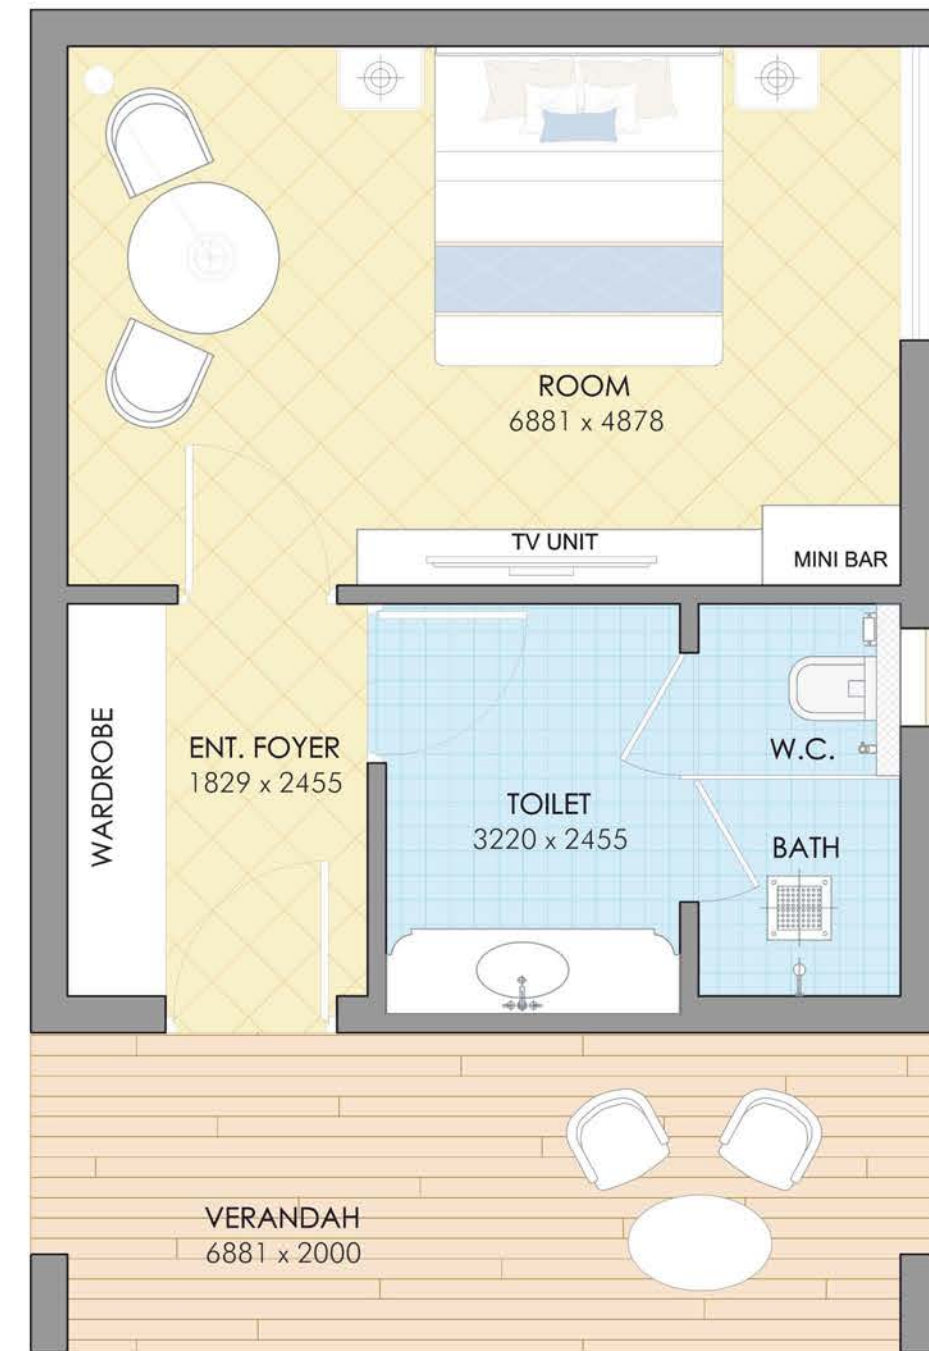 ROOM
6881 x 4878
TV UNIT
MINI BAR
WARDROBE
ENT. FOYER
1829 x 2455
W.C.
TOILET
3220 x 2455
BATH
VERANDAH
6881 x 2000